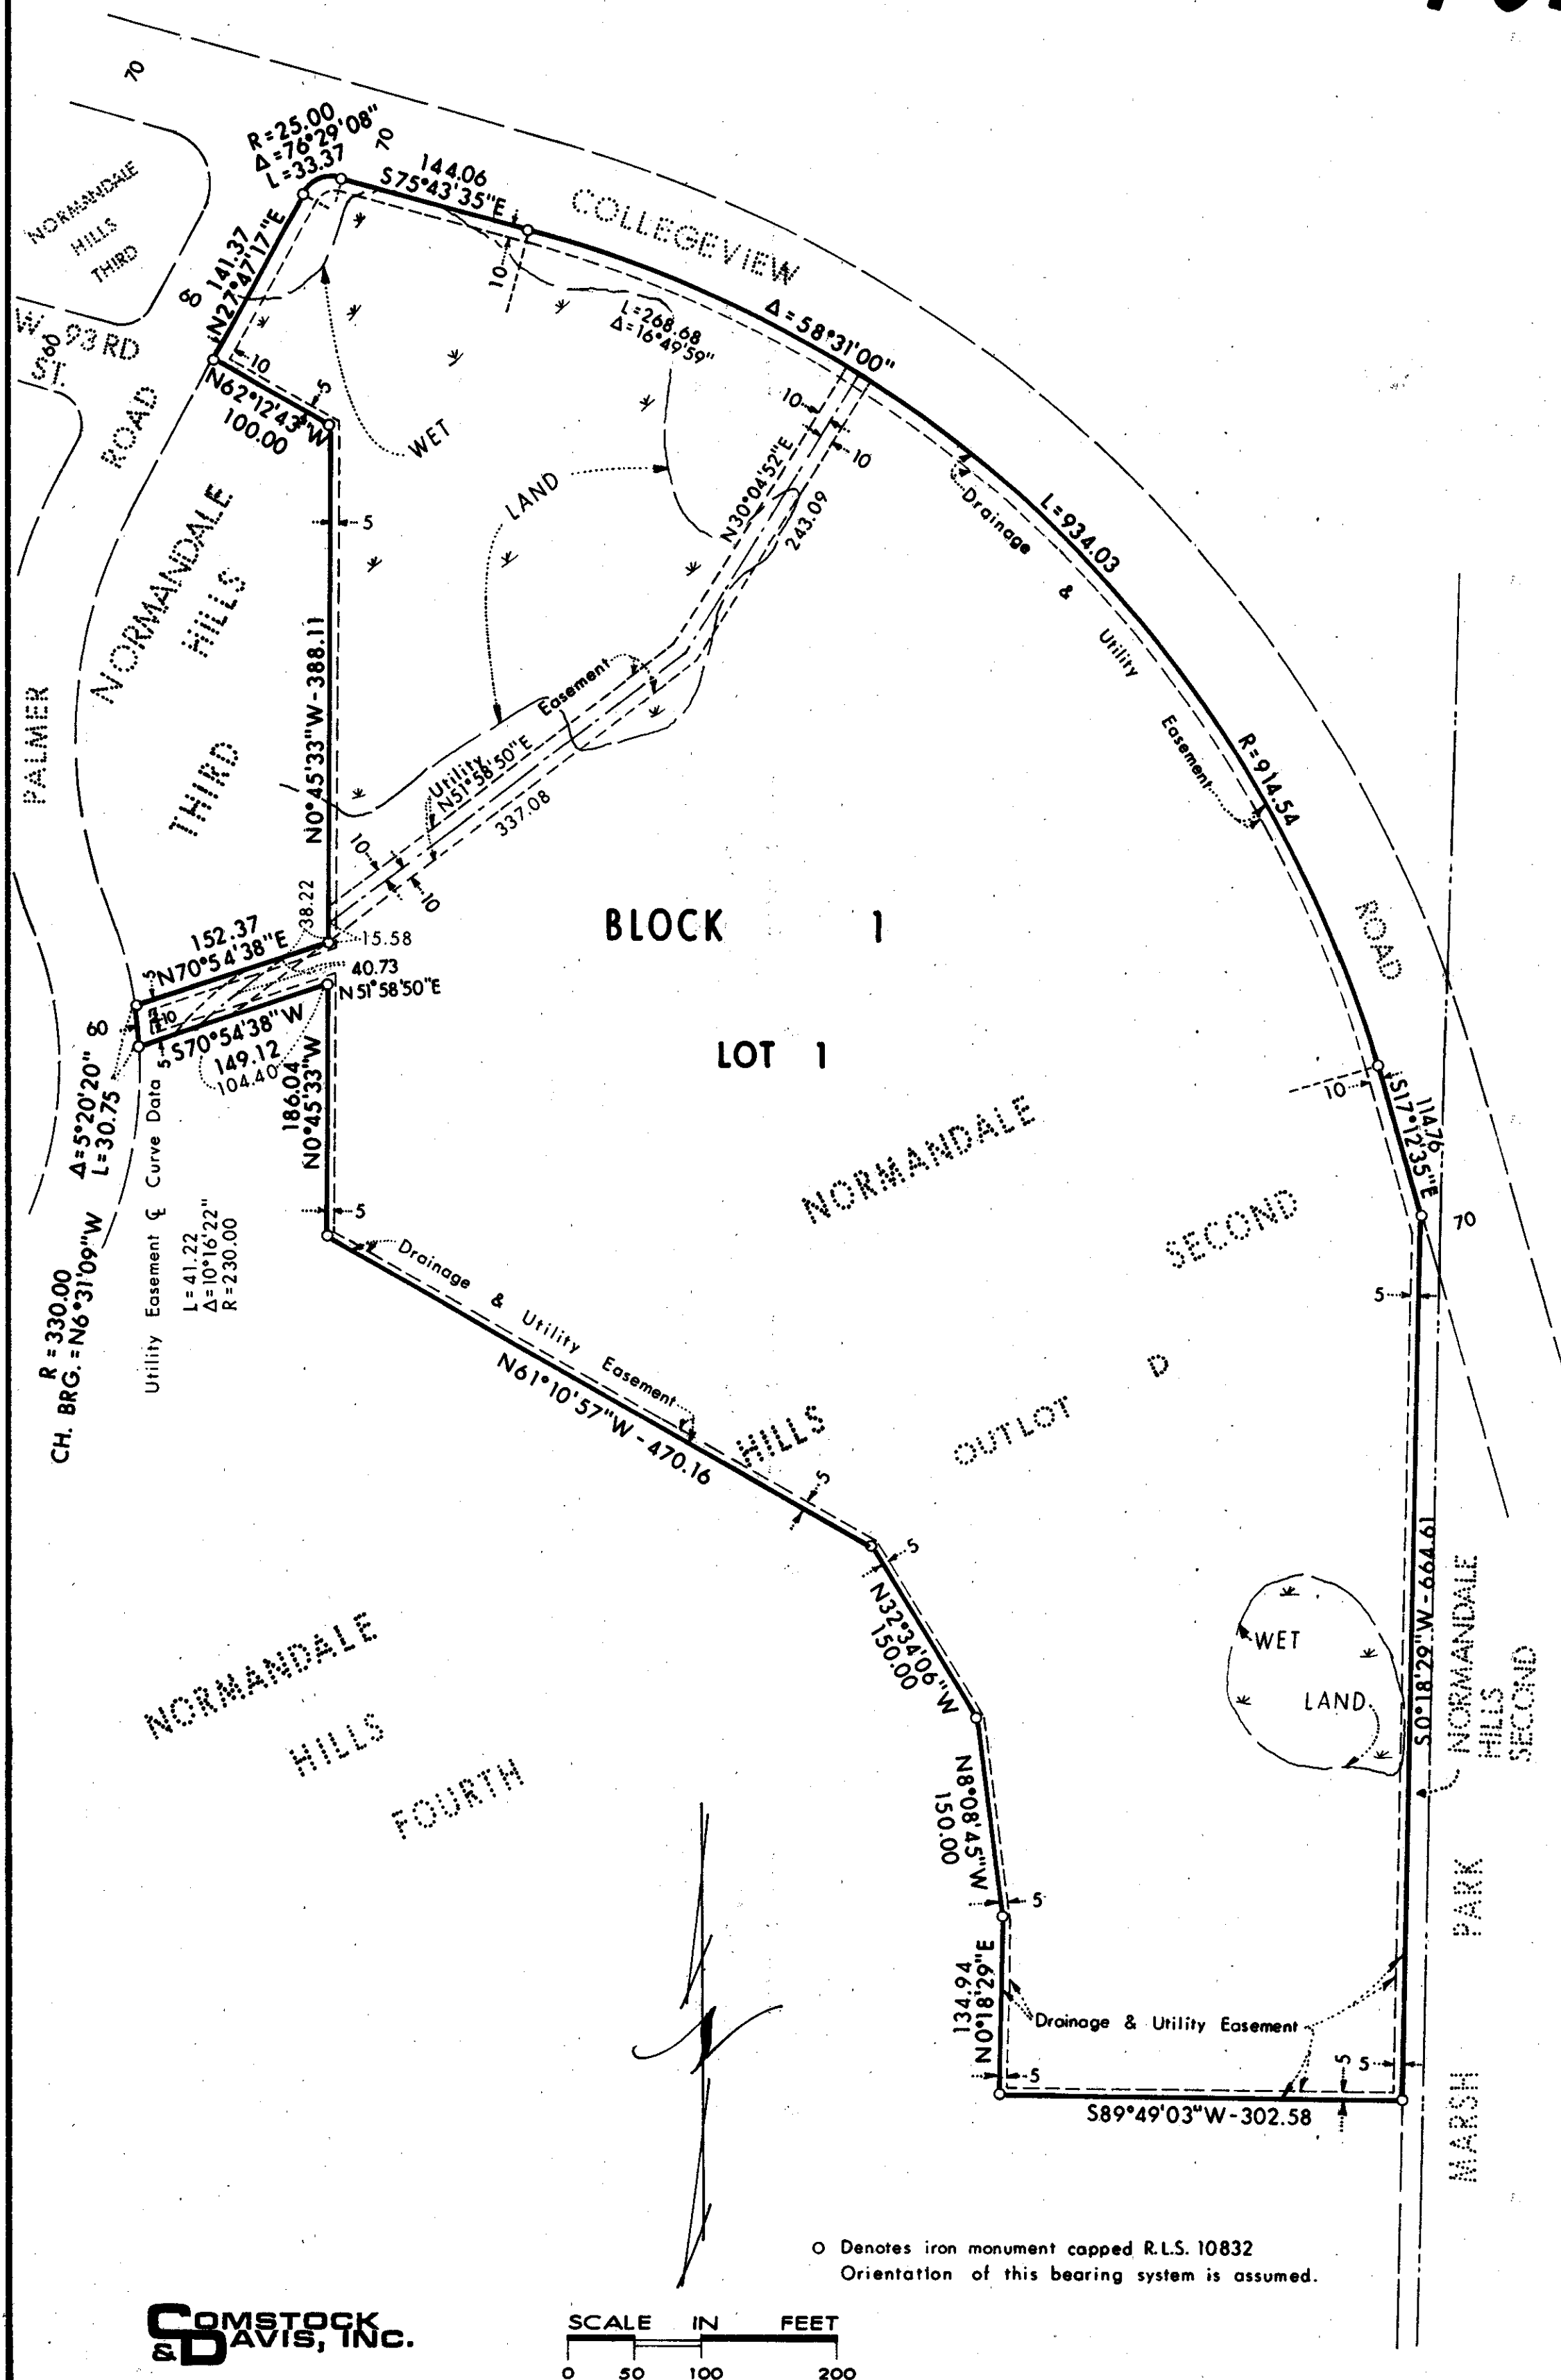 70
R=25.00
Δ=76°29'08"
L=33.37
70
144.06
S75°43'35"E
COLLEGEVIEW
NORMANDALE
HILLS
THIRD
60
141.37
N27°47'17"E
10
L=268.68
Δ=16°49'59"
Δ=58°31'00"
W. 93RD
ST.
60
10
5
N62°12'43"W
100.00
ROAD
WET
LAND
10
10
N30°04'52"E
243.09
Drainage
&
Utility
Easement
L=934.03
R=914.54
5
NORMANDALE
HILLS
THIRD
PALMER
N0°45'33"W-388.11
Utility Easement
N51°58'50"E
337.08
10
10
38.22
BLOCK 1
ROAD
152.37
N70°54'38"E
15.58
40.73
N51°58'50"E
5
10
60
S70°54'38"W
149.12
104.40
5
LOT 1
Δ=5°20'20"
L=30.75
R=330.00
CH. BRG.=N6°31'09"W
Utility Easement ℄ Curve Data
L=41.22
Δ=10°16'22"
R=230.00
186.04
N0°45'33"W
5
10
114.76
S17°12'35"E
70
NORMANDALE
SECOND
5
Drainage & Utility Easement
N61°10'57"W-470.16
HILLS
OUTLOT D
5
5
N32°34'06"W
150.00
WET
LAND
S0°18'29"W-664.61
NORMANDALE
HILLS
SECOND
NORMANDALE
HILLS
FOURTH
N8°08'45"W
150.00
5
134.94
N0°18'29"E
Drainage & Utility Easement
5
5
5
S89°49'03"W-302.58
MARSH PARK
O Denotes iron monument capped R.L.S. 10832
Orientation of this bearing system is assumed.
COMSTOCK
& DAVIS, INC.
SCALE IN FEET
0 50 100 200